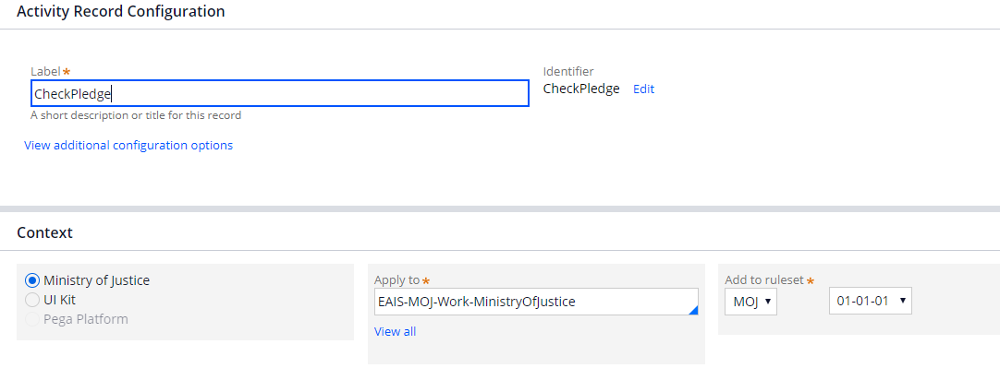 Activity Record Configuration
Label*
Identifier
CheckPledge
CheckPledge Edit
A short description or title for this record
View additional configuration options
Context
Ministry of Justice
UI Kit
Pega Platform
Apply to*
EAIS-MOJ-Work-MinistryOfJustice
View all
Add to ruleset*
MOJ 01-01-01